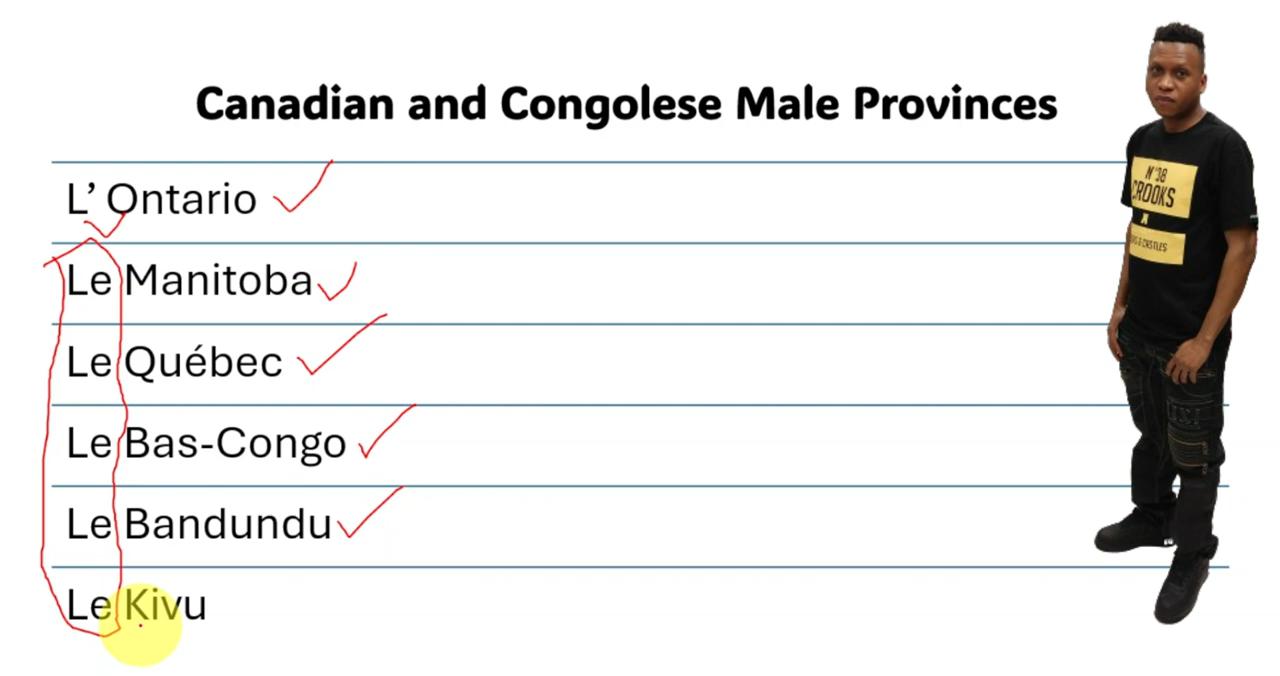 Canadian and Congolese Male Provinces
L’ Ontario
Le Manitoba
Le Québec
Le Bas-Congo
Le Bandundu
Le Kivu
N°38
CROOKS
X
& CASTLES